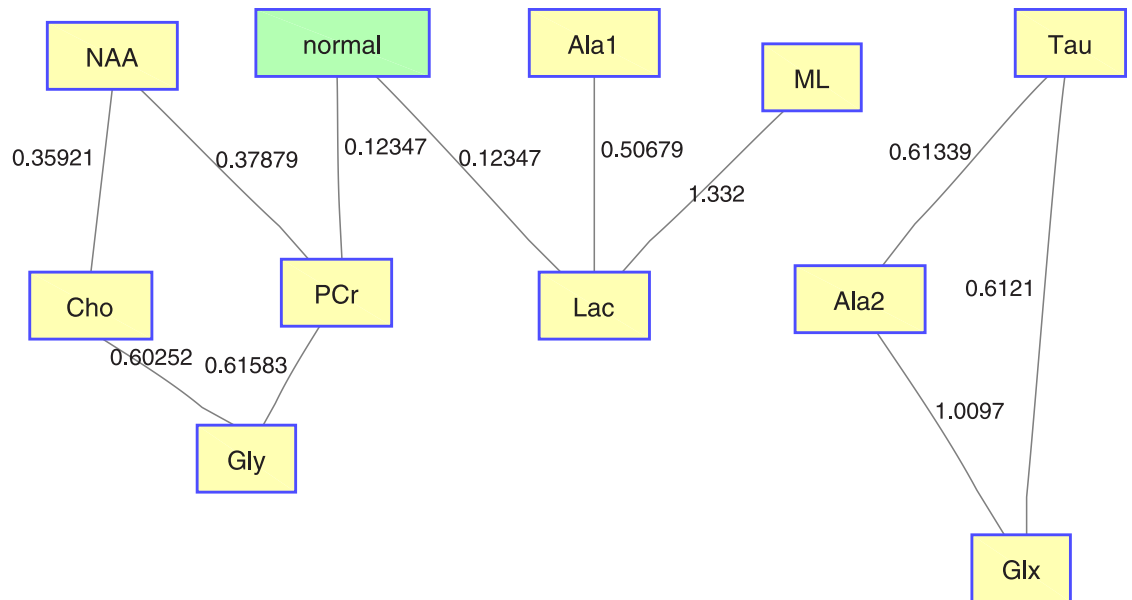 NAA
normal
Ala1
ML
Tau
0.35921
0.37879
0.12347
0.12347
0.50679
1.332
0.61339
0.6121
Cho
PCr
Lac
Ala2
0.60252
0.61583
1.0097
Gly
Glx